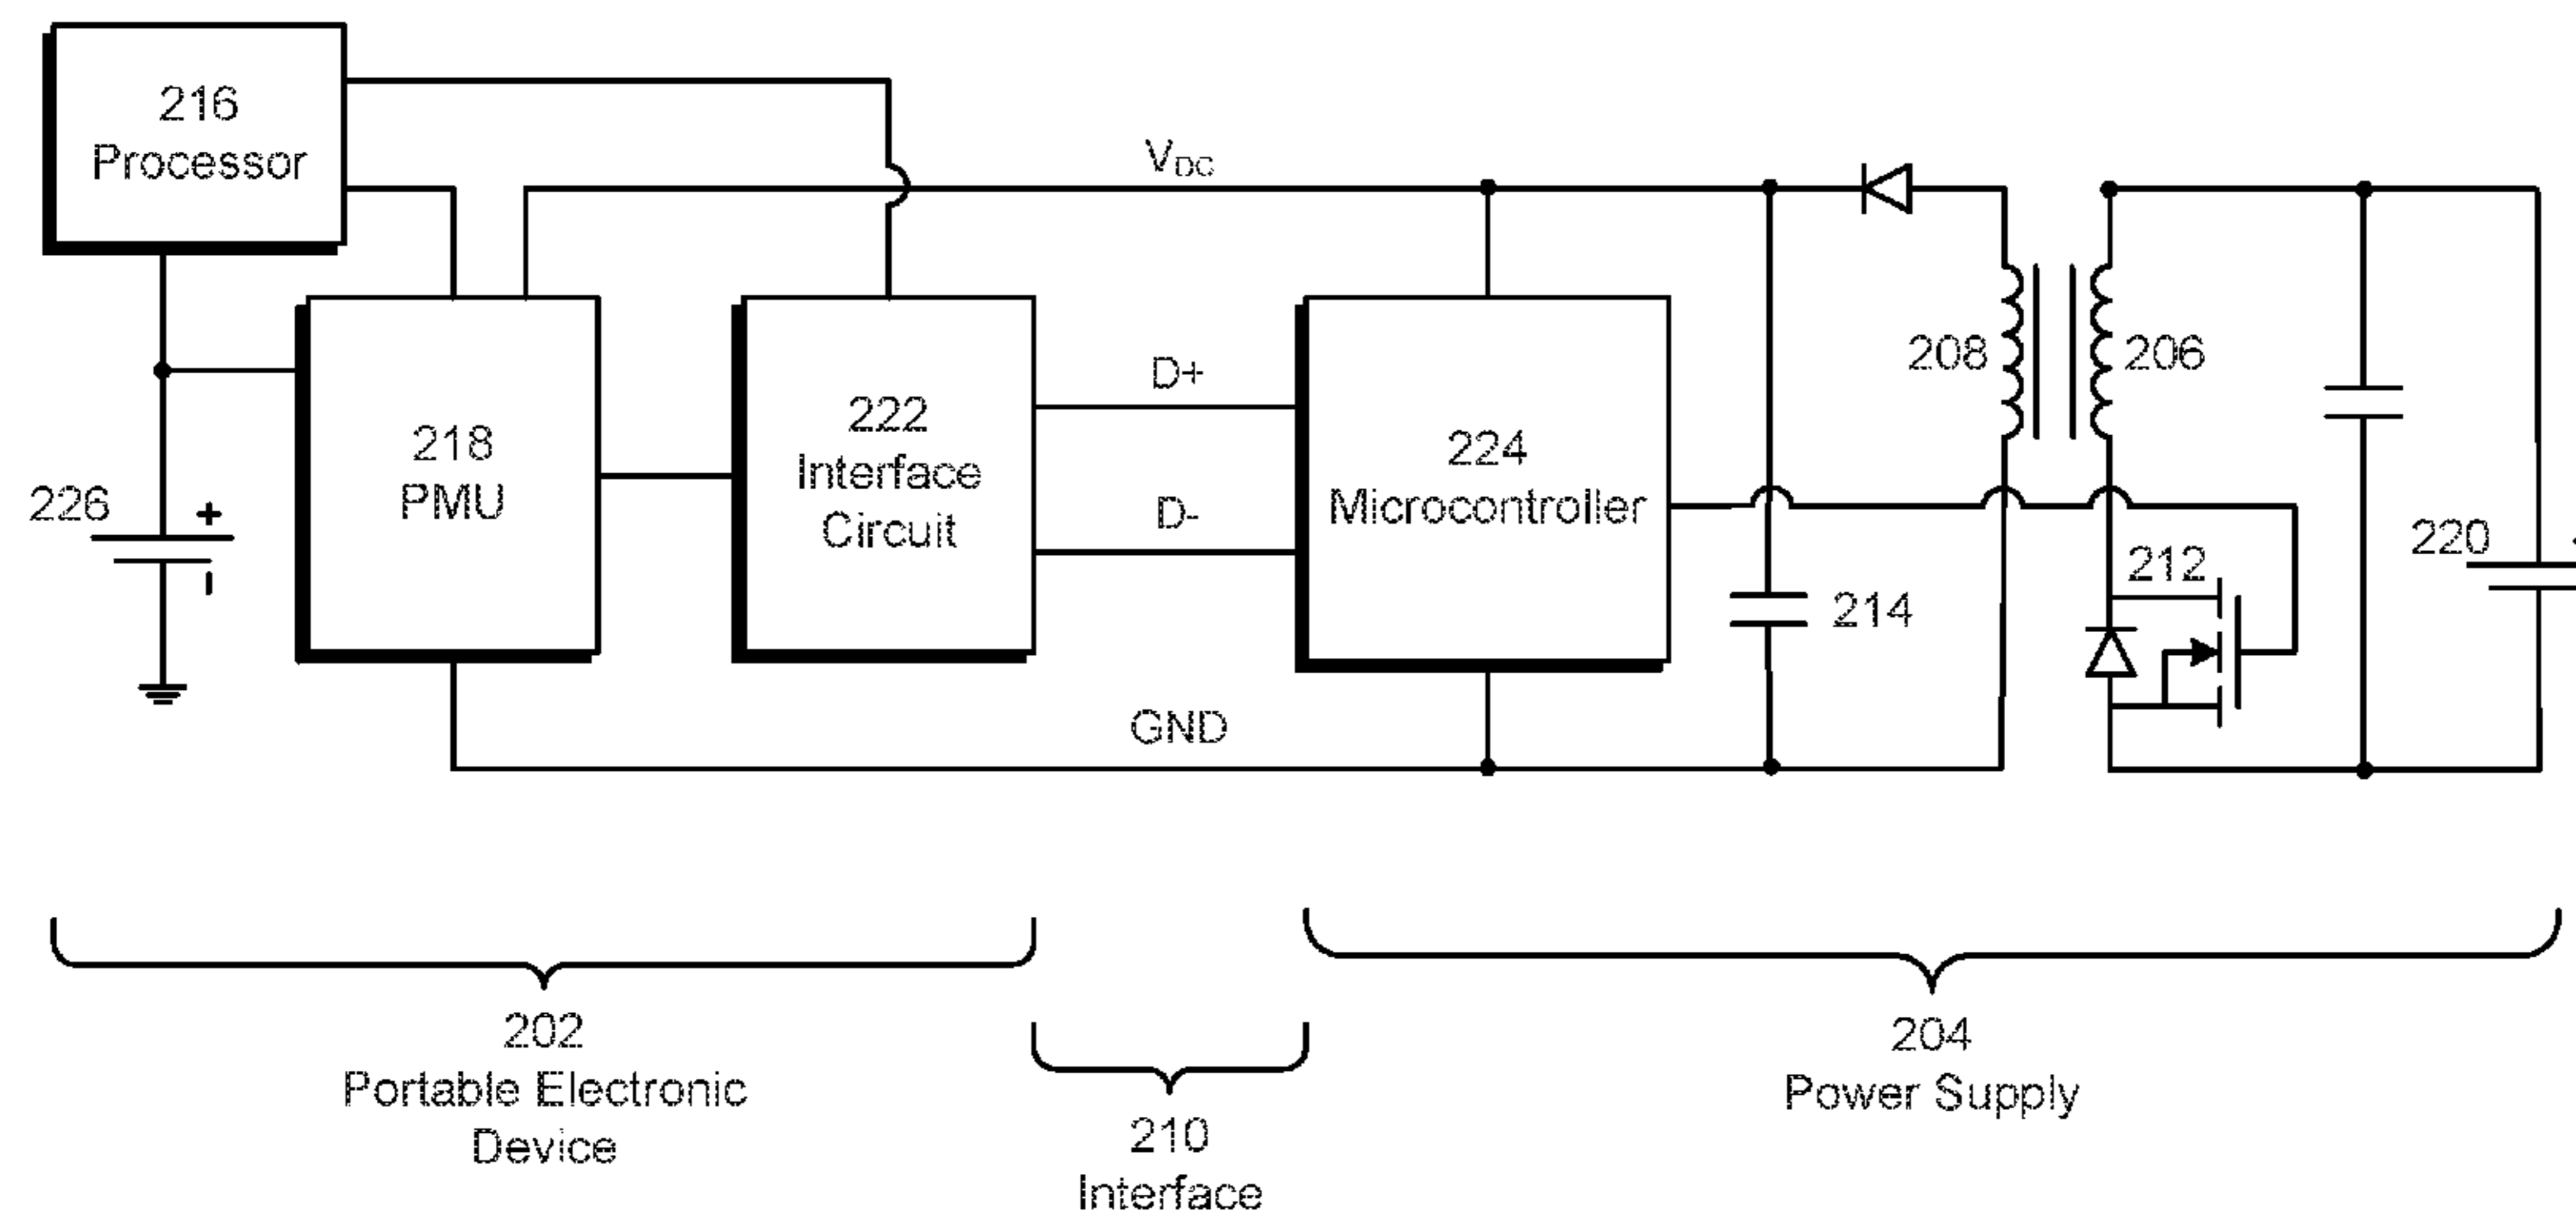 216
Processor
V_DC
208
206
D+
222
Interface
Circuit
218
PMU
224
Microcontroller
226
+
D-
220
212
214
GND
202
Portable Electronic
Device
204
Power Supply
210
Interface